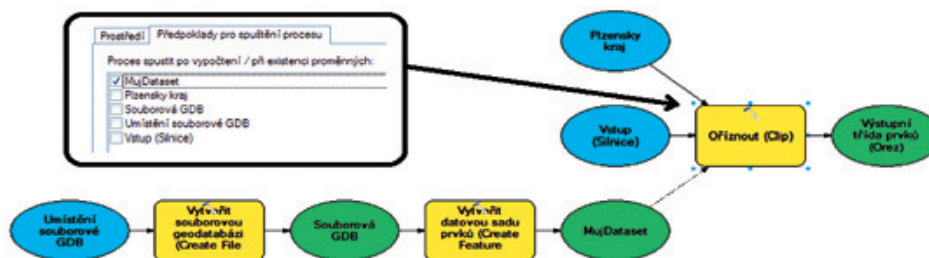 Prostředí
Předpoklady pro spuštění procesu
Proces spustit po vypočtení / při existenci proměnných:
MujDataset
Plzensky kraj
Souborová GDB
Umístění souborové GDB
Vstup (Silnice)
Plzensky
kraj
Vstup
(Silnice)
Oříznout (Clip)
Výstupní
třída prvků
(Orez)
Umístění
souborové
GDB
Vytvořit
souborovou
geodatabázi
(Create File
Souborová
GDB
Vytvořit
datovou sadu
prvků (Create
Feature
MujDataset